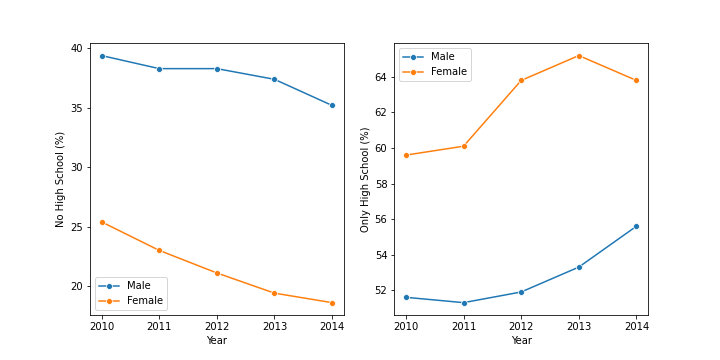 No High School (%)
40
35
30
25
20
Male
Female
2010 2011 2012 2013 2014
Year
Only High School (%)
64
62
60
58
56
54
52
Male
Female
2010 2011 2012 2013 2014
Year